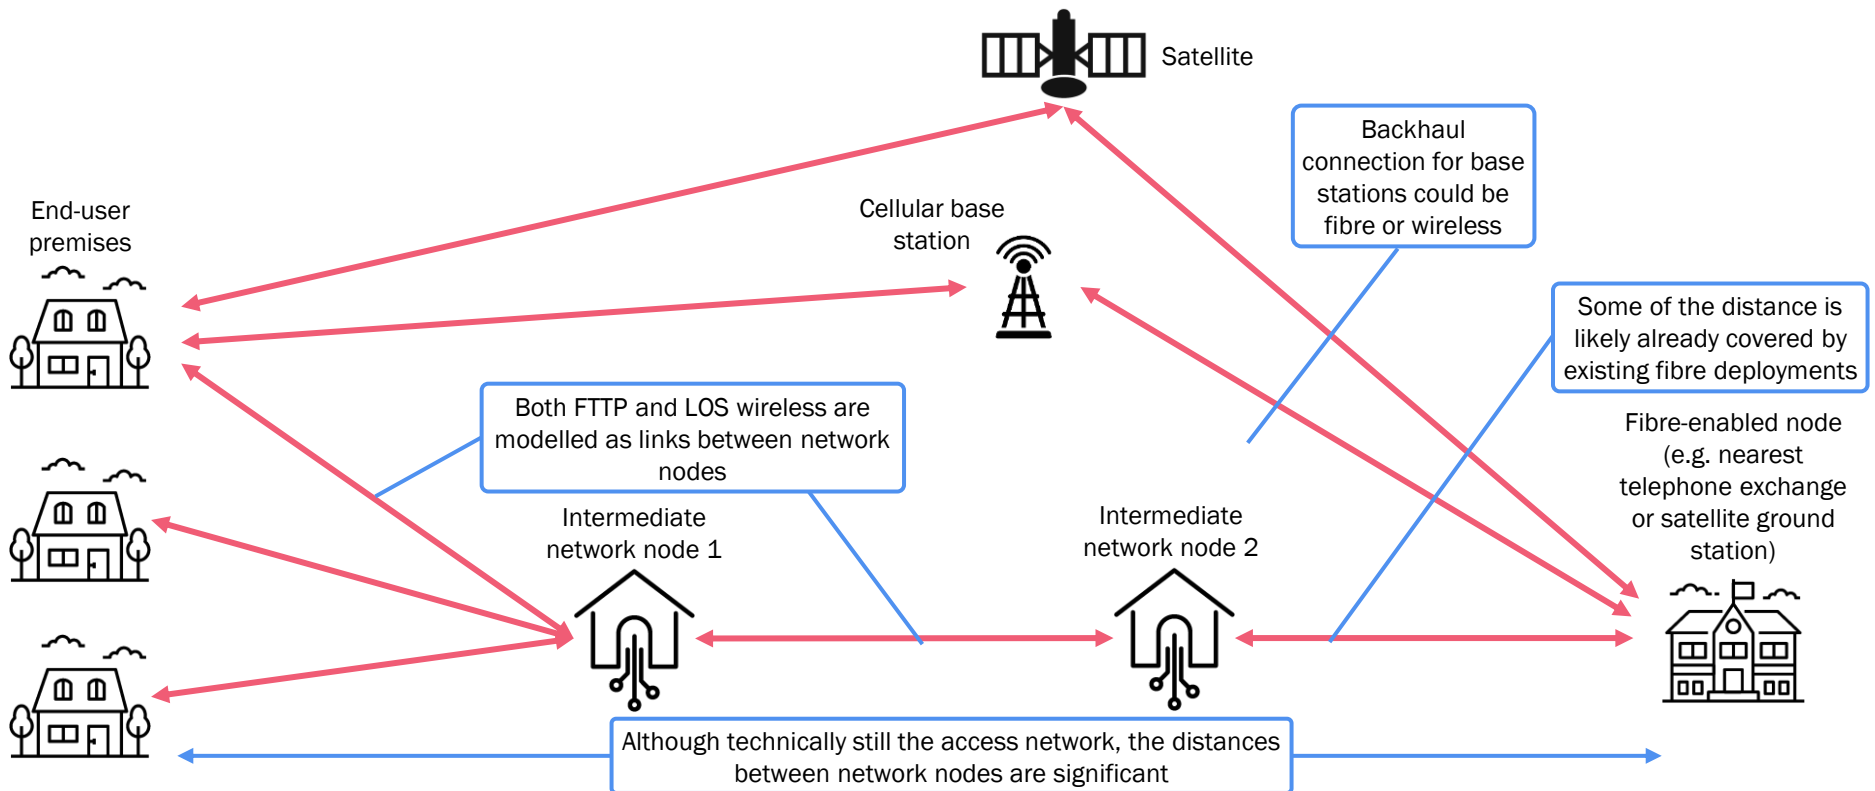 Satellite
Backhaul
connection for base
stations could be
fibre or wireless
End-user
premises
Cellular base
station
Some of the distance is
likely already covered by
existing fibre deployments
Both FTTP and LOS wireless are
modelled as links between network
nodes
Fibre-enabled node
(e.g. nearest
telephone exchange
or satellite ground
station)
Intermediate
network node 1
Intermediate
network node 2
Although technically still the access network, the distances
between network nodes are significant